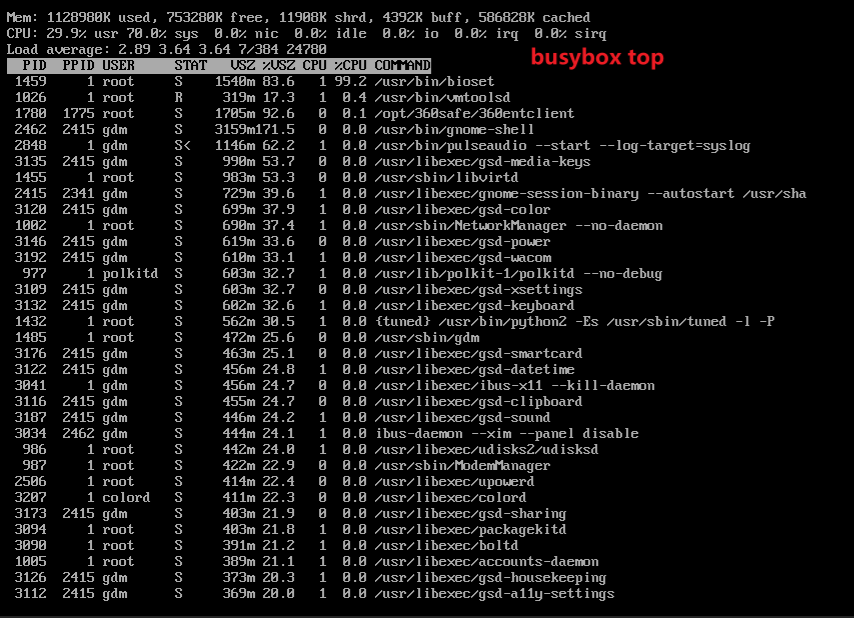 Mem: 1128980K used, 753280K free, 11908K shrd, 4392K buff, 586828K cached
CPU: 29.9% usr 70.0% sys  0.0% nic  0.0% idle  0.0% io  0.0% irq  0.0% sirq
Load average: 2.89 3.64 3.64 7/384 24780
busybox top
  PID  PPID USER     STAT   VSZ %VSZ CPU %CPU COMMAND
 1459     1 root     S    1540m 83.6   1 99.2 /usr/bin/bioset
 1026     1 root     R     319m 17.3   1  0.4 /bin/vmtoolsd
 1780  1775 root     S    1705m 92.6   0  0.1 /opt/360safe/360entclient
 2462  2415 gdm      S    3159m171.5   0  0.0 /usr/bin/gnome-shell
 2848     1 gdm      S<   1146m 62.2   1  0.0 /usr/bin/pulseaudio --start --log-target=syslog
 3135  2415 gdm      S     990m 53.7   0  0.0 /usr/libexec/gsd-media-keys
 1455     1 root     S     983m 53.3   0  0.0 /usr/sbin/libvirtd
 2415  2341 gdm      S     729m 39.6   1  0.0 /usr/libexec/gnome-session-binary --autostart /usr/sha
 3120  2415 gdm      S     699m 37.9   1  0.0 /usr/libexec/gsd-color
 1002     1 root     S     690m 37.4   1  0.0 /usr/sbin/NetworkManager --no-daemon
 3146  2415 gdm      S     619m 33.6   0  0.0 /usr/libexec/gsd-power
 3192  2415 gdm      S     610m 33.1   1  0.0 /usr/libexec/gsd-wacom
  977     1 polkitd  S     603m 32.7   1  0.0 /usr/lib/polkit-1/polkitd --no-debug
 3109  2415 gdm      S     603m 32.7   0  0.0 /usr/libexec/gsd-xsettings
 3132  2415 gdm      S     602m 32.6   1  0.0 /usr/libexec/gsd-keyboard
 1432     1 root     S     562m 30.5   1  0.0 {tuned} /usr/bin/python2 -Es /usr/sbin/tuned -l -P
 1485     1 root     S     472m 25.6   0  0.0 /usr/sbin/gdm
 3176  2415 gdm      S     463m 25.1   0  0.0 /usr/libexec/gsd-smartcard
 3122  2415 gdm      S     456m 24.8   1  0.0 /usr/libexec/gsd-datetime
 3041     1 gdm      S     456m 24.7   0  0.0 /usr/libexec/ibus-x11 --kill-daemon
 3116  2415 gdm      S     455m 24.7   0  0.0 /usr/libexec/gsd-clipboard
 3187  2415 gdm      S     446m 24.2   1  0.0 /usr/libexec/gsd-sound
 3034  2462 gdm      S     444m 24.1   1  0.0 ibus-daemon --xim --panel disable
  986     1 root     S     442m 24.0   1  0.0 /usr/libexec/udisks2/udisksd
  987     1 root     S     422m 22.9   0  0.0 /usr/sbin/ModemManager
 2506     1 root     S     414m 22.4   0  0.0 /usr/libexec/upowerd
 3207     1 colord   S     411m 22.3   0  0.0 /usr/libexec/colord
 3173  2415 gdm      S     403m 21.9   0  0.0 /usr/libexec/gsd-sharing
 3094     1 root     S     403m 21.8   1  0.0 /usr/libexec/packagekitd
 3090     1 root     S     391m 21.2   1  0.0 /usr/libexec/boltd
 1005     1 root     S     389m 21.1   1  0.0 /usr/libexec/accounts-daemon
 3126  2415 gdm      S     373m 20.3   1  0.0 /usr/libexec/gsd-housekeeping
 3112  2415 gdm      S     369m 20.0   1  0.0 /usr/libexec/gsd-a11y-settings